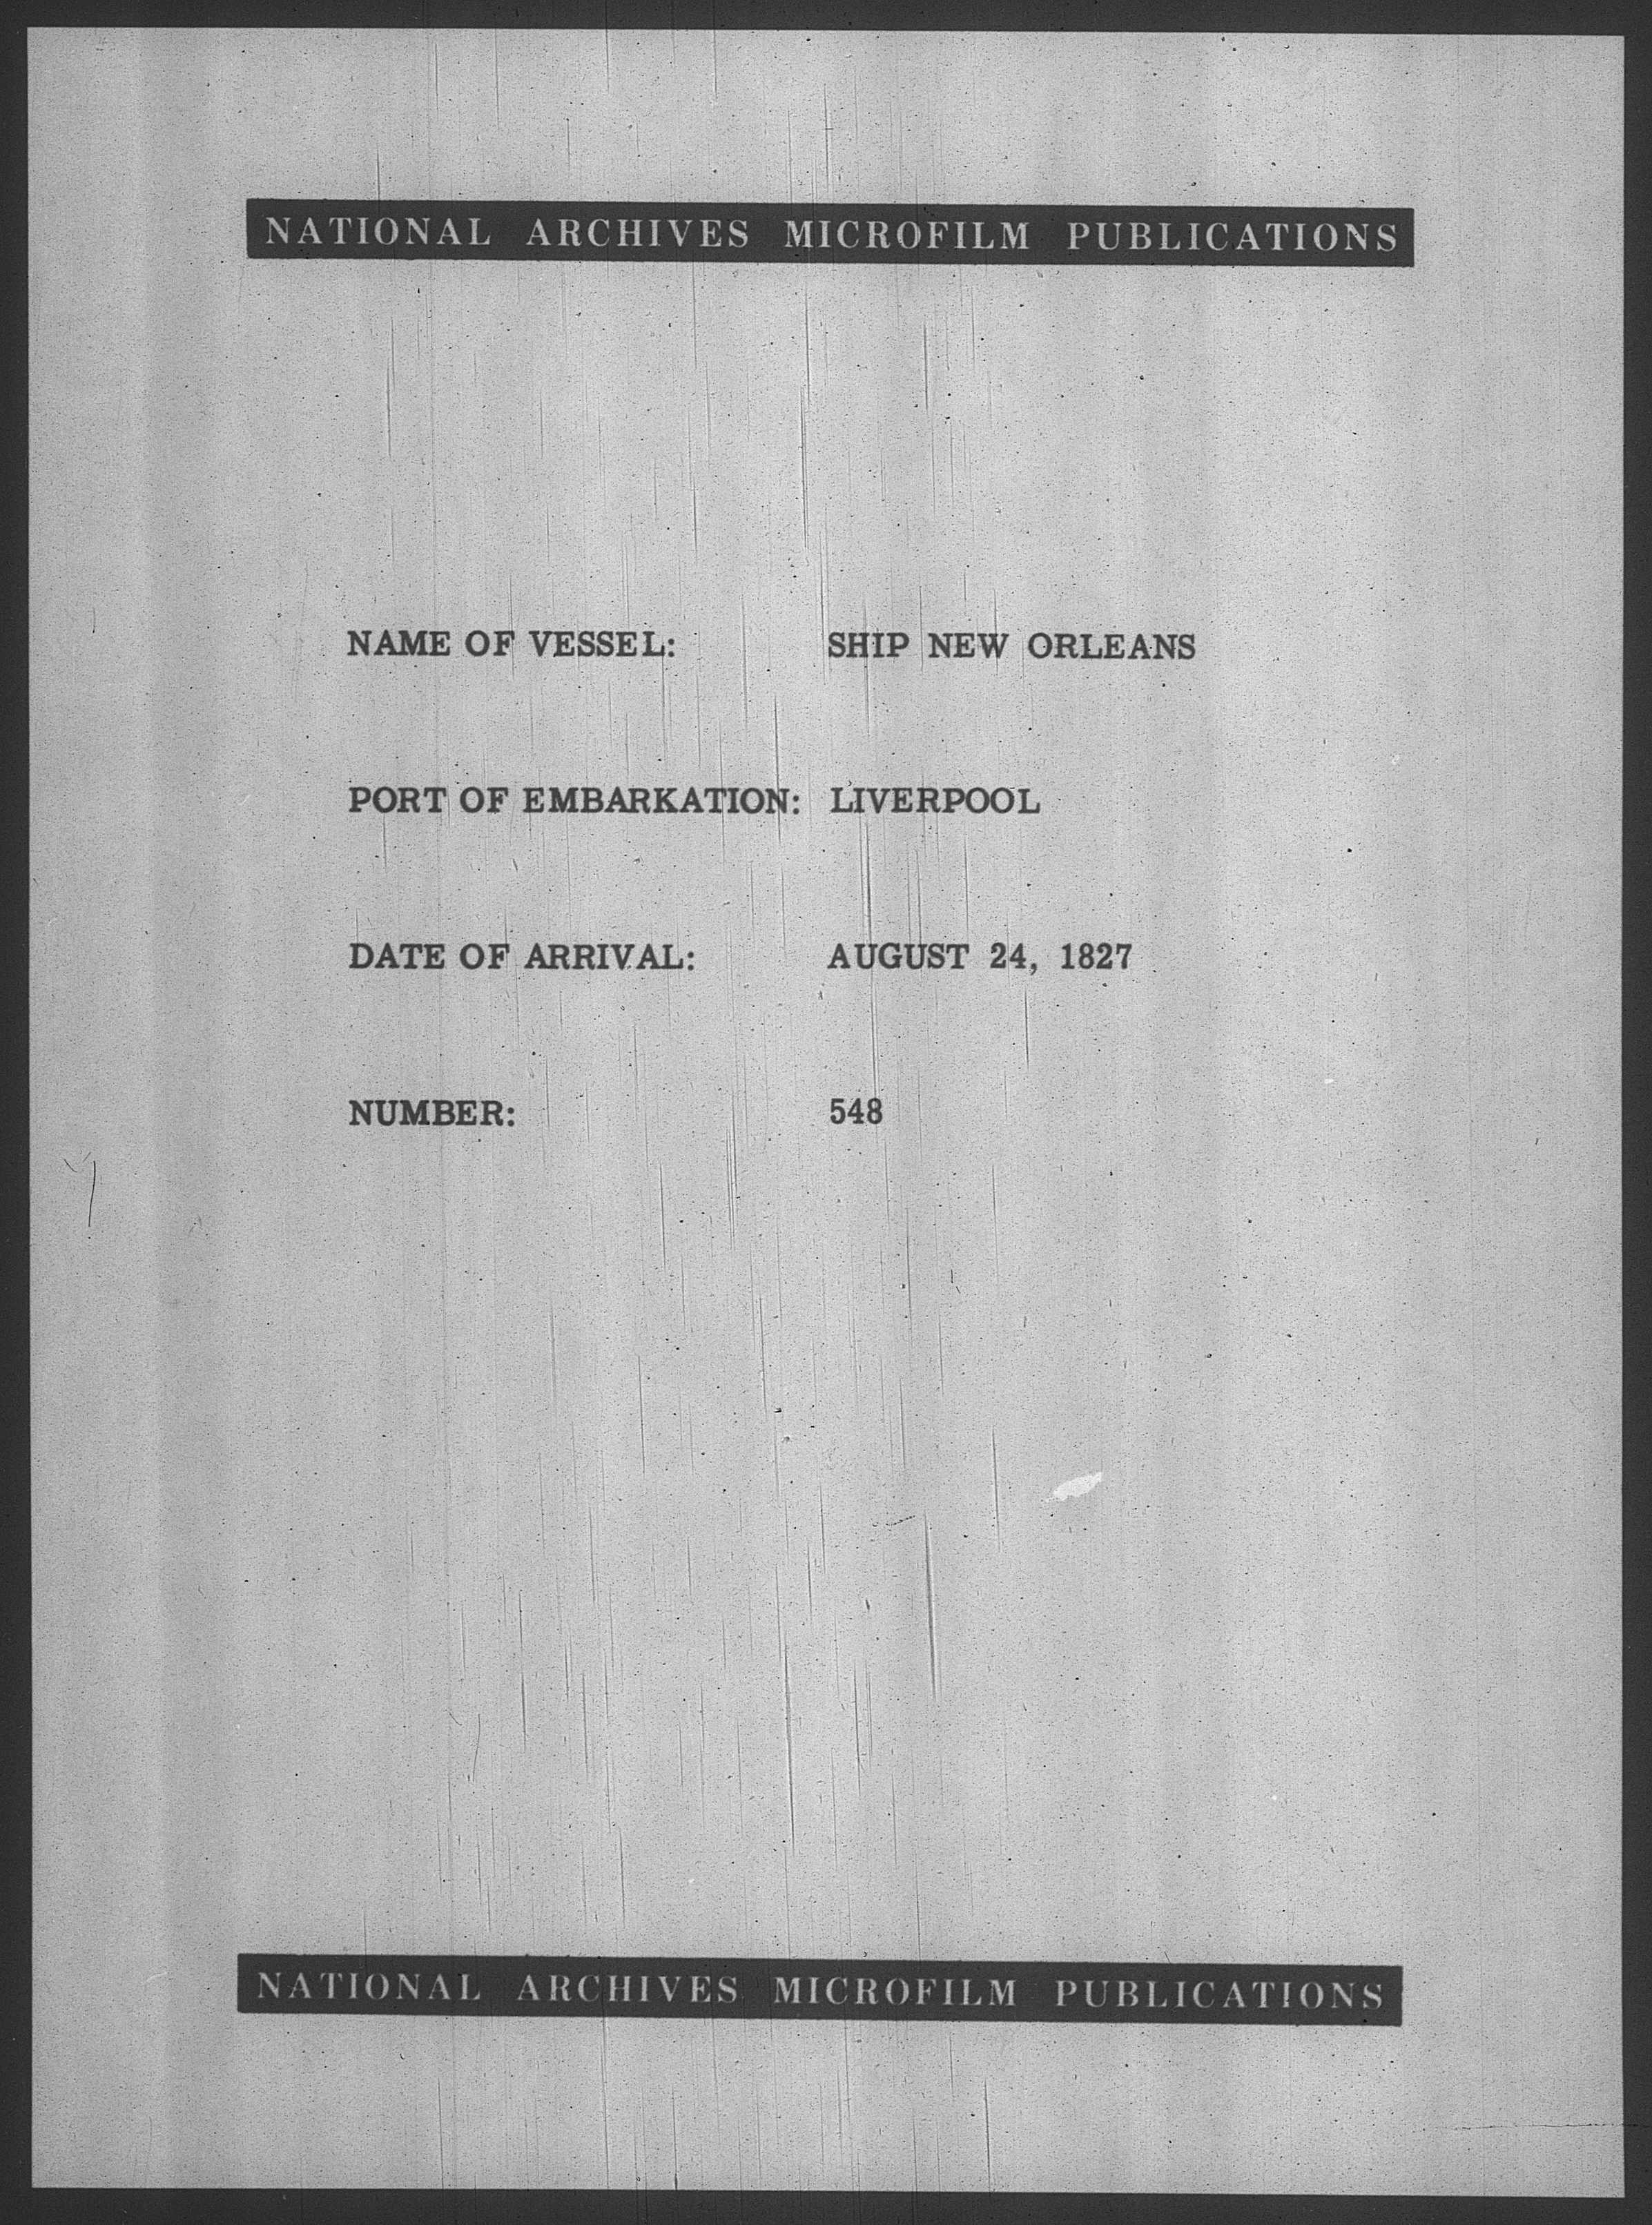 NATIONAL ARCHIVES MICROFILM PUBLICATIONS
NAME OF VESSEL: SHIP NEW ORLEANS
PORT OF EMBARKATION: LIVERPOOL
DATE OF ARRIVAL: AUGUST 24, 1827
NUMBER: 548
NATIONAL ARCHIVES MICROFILM PUBLICATIONS